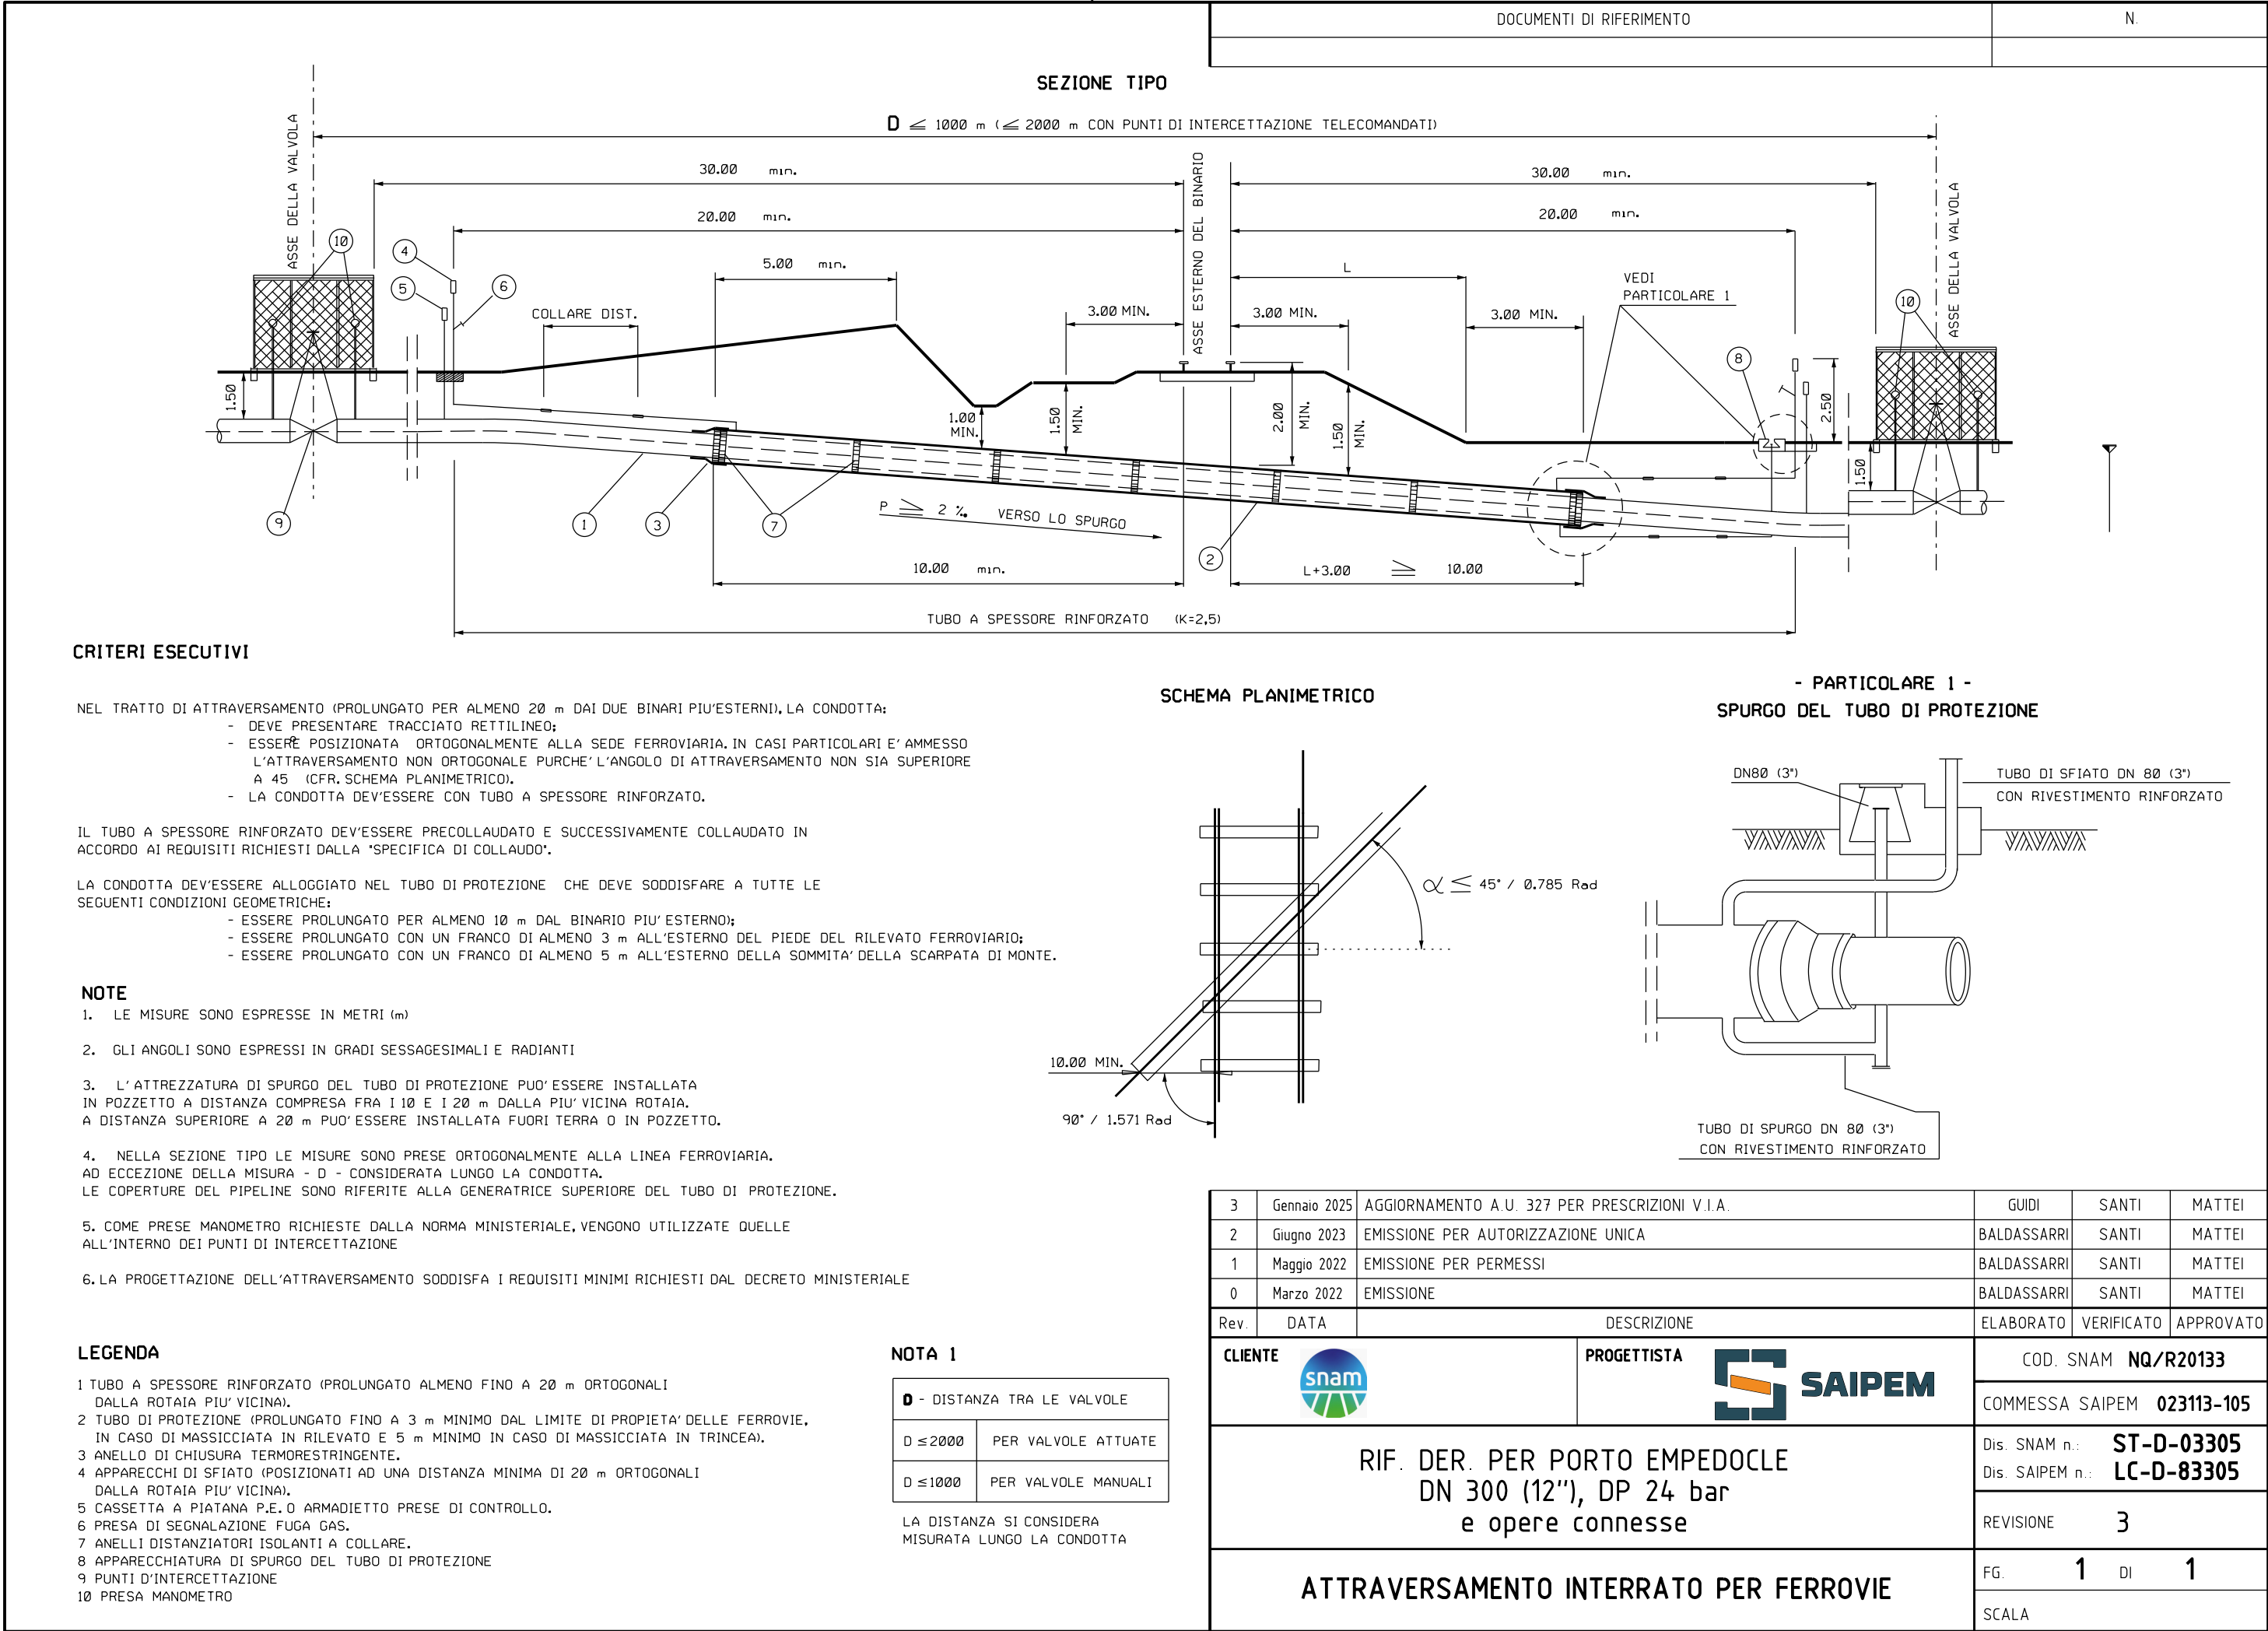 DOCUMENTI DI RIFERIMENTO
N.
SEZIONE TIPO
D ≤ 1000 m (≤ 2000 m CON PUNTI DI INTERCETTAZIONE TELECOMANDATI)
ASSE DELLA VALVOLA
30.00 min.
ASSE ESTERNO DEL BINARIO
30.00 min.
ASSE DELLA VALVOLA
20.00 min.
20.00 min.
10
4
5
6
5.00 min.
L
VEDI
PARTICOLARE 1
10
COLLARE DIST.
3.00 MIN.
3.00 MIN.
3.00 MIN.
8
1.50
1.00
MIN.
1.50
MIN.
2.00
MIN.
1.50
MIN.
2.50
1.50
9
1
3
7
P ≥ 2 ‰ VERSO LO SPURGO
2
10.00 min.
L+3.00 ≥ 10.00
TUBO A SPESSORE RINFORZATO (K=2,5)
CRITERI ESECUTIVI
NEL TRATTO DI ATTRAVERSAMENTO (PROLUNGATO PER ALMENO 20 m DAI DUE BINARI PIU'ESTERNI), LA CONDOTTA:
- DEVE PRESENTARE TRACCIATO RETTILINEO;
- ESSERE POSIZIONATA ORTOGONALMENTE ALLA SEDE FERROVIARIA. IN CASI PARTICOLARI E' AMMESSO
L'ATTRAVERSAMENTO NON ORTOGONALE PURCHE' L'ANGOLO DI ATTRAVERSAMENTO NON SIA SUPERIORE
A 45 (CFR. SCHEMA PLANIMETRICO).
- LA CONDOTTA DEV'ESSERE CON TUBO A SPESSORE RINFORZATO.
IL TUBO A SPESSORE RINFORZATO DEV'ESSERE PRECOLLAUDATO E SUCCESSIVAMENTE COLLAUDATO IN
ACCORDO AI REQUISITI RICHIESTI DALLA "SPECIFICA DI COLLAUDO".
LA CONDOTTA DEV'ESSERE ALLOGGIATO NEL TUBO DI PROTEZIONE CHE DEVE SODDISFARE A TUTTE LE
SEGUENTI CONDIZIONI GEOMETRICHE:
- ESSERE PROLUNGATO PER ALMENO 10 m DAL BINARIO PIU' ESTERNO);
- ESSERE PROLUNGATO CON UN FRANCO DI ALMENO 3 m ALL'ESTERNO DEL PIEDE DEL RILEVATO FERROVIARIO;
- ESSERE PROLUNGATO CON UN FRANCO DI ALMENO 5 m ALL'ESTERNO DELLA SOMMITA' DELLA SCARPATA DI MONTE.
NOTE
1. LE MISURE SONO ESPRESSE IN METRI (m)
2. GLI ANGOLI SONO ESPRESSI IN GRADI SESSAGESIMALI E RADIANTI
3. L' ATTREZZATURA DI SPURGO DEL TUBO DI PROTEZIONE PUO' ESSERE INSTALLATA
IN POZZETTO A DISTANZA COMPRESA FRA I 10 E I 20 m DALLA PIU' VICINA ROTAIA.
A DISTANZA SUPERIORE A 20 m PUO' ESSERE INSTALLATA FUORI TERRA O IN POZZETTO.
4. NELLA SEZIONE TIPO LE MISURE SONO PRESE ORTOGONALMENTE ALLA LINEA FERROVIARIA.
AD ECCEZIONE DELLA MISURA - D - CONSIDERATA LUNGO LA CONDOTTA.
LE COPERTURE DEL PIPELINE SONO RIFERITE ALLA GENERATRICE SUPERIORE DEL TUBO DI PROTEZIONE.
5. COME PRESE MANOMETRO RICHIESTE DALLA NORMA MINISTERIALE, VENGONO UTILIZZATE QUELLE
ALL'INTERNO DEI PUNTI DI INTERCETTAZIONE
6. LA PROGETTAZIONE DELL'ATTRAVERSAMENTO SODDISFA I REQUISITI MINIMI RICHIESTI DAL DECRETO MINISTERIALE
SCHEMA PLANIMETRICO
α ≤ 45° / 0.785 Rad
10.00 MIN.
90° / 1.571 Rad
- PARTICOLARE 1 -
SPURGO DEL TUBO DI PROTEZIONE
DN80 (3")
TUBO DI SFIATO DN 80 (3")
CON RIVESTIMENTO RINFORZATO
TUBO DI SPURGO DN 80 (3")
CON RIVESTIMENTO RINFORZATO
LEGENDA
1 TUBO A SPESSORE RINFORZATO (PROLUNGATO ALMENO FINO A 20 m ORTOGONALI
DALLA ROTAIA PIU' VICINA).
2 TUBO DI PROTEZIONE (PROLUNGATO FINO A 3 m MINIMO DAL LIMITE DI PROPIETA' DELLE FERROVIE,
IN CASO DI MASSICCIATA IN RILEVATO E 5 m MINIMO IN CASO DI MASSICCIATA IN TRINCEA).
3 ANELLO DI CHIUSURA TERMORESTRINGENTE.
4 APPARECCHI DI SFIATO (POSIZIONATI AD UNA DISTANZA MINIMA DI 20 m ORTOGONALI
DALLA ROTAIA PIU' VICINA).
5 CASSETTA A PIATANA P.E. O ARMADIETTO PRESE DI CONTROLLO.
6 PRESA DI SEGNALAZIONE FUGA GAS.
7 ANELLI DISTANZIATORI ISOLANTI A COLLARE.
8 APPARECCHIATURA DI SPURGO DEL TUBO DI PROTEZIONE
9 PUNTI D'INTERCETTAZIONE
10 PRESA MANOMETRO
NOTA 1
D - DISTANZA TRA LE VALVOLE
D ≤2000 PER VALVOLE ATTUATE
D ≤1000 PER VALVOLE MANUALI
LA DISTANZA SI CONSIDERA
MISURATA LUNGO LA CONDOTTA
3 Gennaio 2025 AGGIORNAMENTO A.U. 327 PER PRESCRIZIONI V.I.A. GUIDI SANTI MATTEI
2 Giugno 2023 EMISSIONE PER AUTORIZZAZIONE UNICA BALDASSARRI SANTI MATTEI
1 Maggio 2022 EMISSIONE PER PERMESSI BALDASSARRI SANTI MATTEI
0 Marzo 2022 EMISSIONE BALDASSARRI SANTI MATTEI
Rev. DATA DESCRIZIONE ELABORATO VERIFICATO APPROVATO
CLIENTE
snam
PROGETTISTA
SAIPEM
COD. SNAM NQ/R20133
COMMESSA SAIPEM 023113-105
RIF. DER. PER PORTO EMPEDOCLE
DN 300 (12''), DP 24 bar
e opere connesse
Dis. SNAM n.: ST-D-03305
Dis. SAIPEM n.: LC-D-83305
REVISIONE 3
ATTRAVERSAMENTO INTERRATO PER FERROVIE
FG. 1 DI 1
SCALA